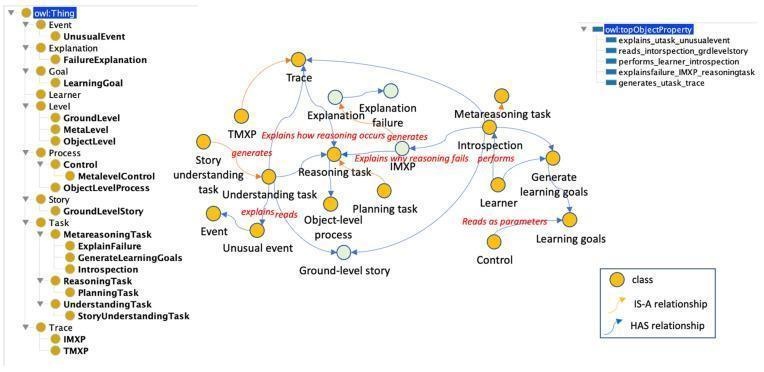 owl:Thing
Event
UnusualEvent
Explanation
FailureExplanation
Goal
LearningGoal
Learner
Level
GroundLevel
MetaLevel
ObjectLevel
Process
Control
MetalevelControl
ObjectLevelProcess
Story
GroundLevelStory
Task
MetareasoningTask
ExplainFailure
GenerateLearningGoals
Introspection
ReasoningTask
PlanningTask
UnderstandingTask
StoryUnderstandingTask
Trace
IMXP
TMXP
Trace
TMXP
Explanation
Explanation
failure
Explains how reasoning occurs
generates
Metareasoning task
Introspection
Story
understanding
task
generates
Reasoning task
Explains why reasoning fails
IMXP
performs
Generate
learning goals
Understanding task
Learner
Planning task
Object-level
process
explains
reads
Event
Unusual event
Ground-level story
Reads as parameters
Learning goals
Control
owl:topObjectProperty
explains_utask_unusualevent
reads_intorspection_grdlevelstory
performs_learner_introspection
explainsfailure_IMXP_reasoningtask
generates_utask_trace
class
IS-A relationship
HAS relationship